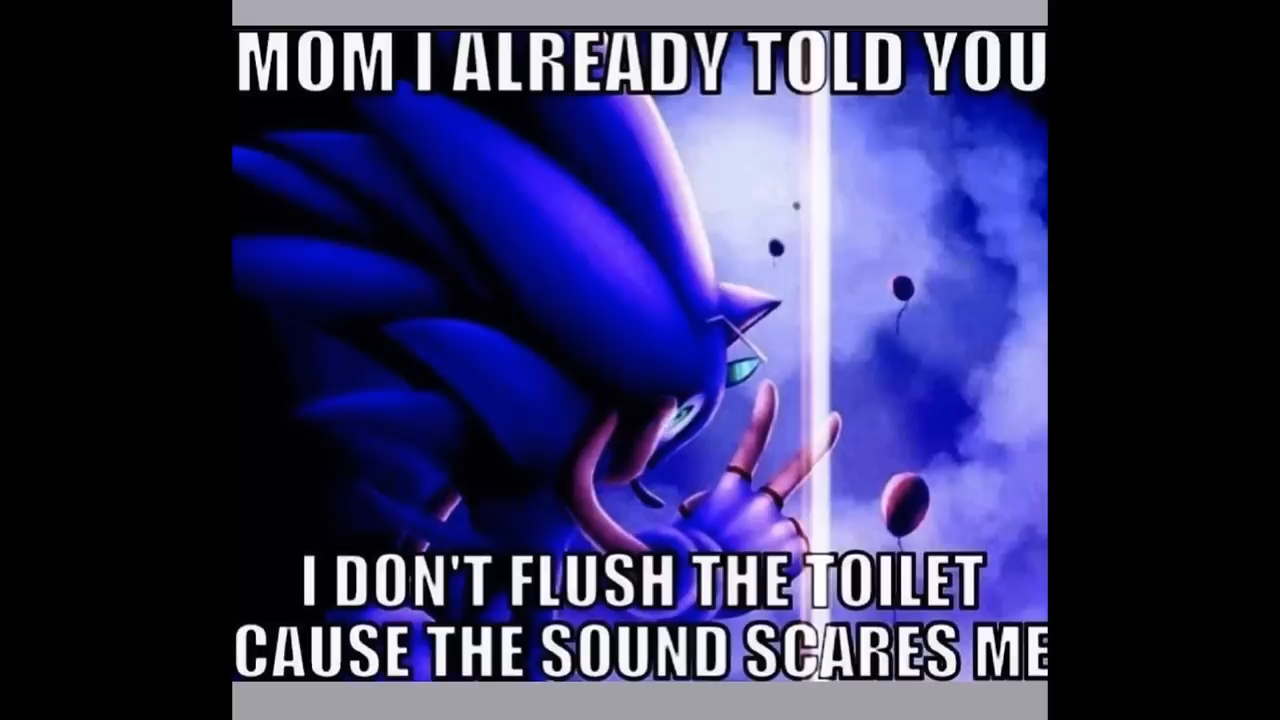 MOM I ALREADY TOLD YOU
I DON'T FLUSH THE TOILET
CAUSE THE SOUND SCARES ME